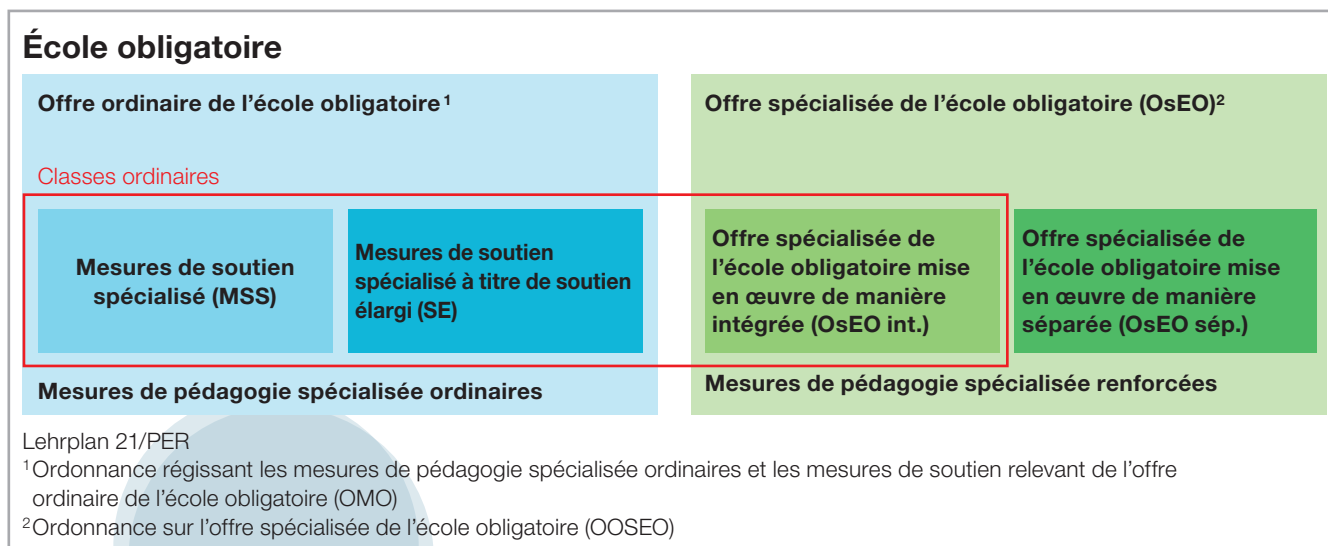 École obligatoire
Offre ordinaire de l’école obligatoire¹
Classes ordinaires
Mesures de soutien
spécialisé (MSS)
Mesures de soutien
spécialisé à titre de soutien
élargi (SE)
Mesures de pédagogie spécialisée ordinaires
Offre spécialisée de l’école obligatoire (OsEO)²
Offre spécialisée de
l’école obligatoire mise
en œuvre de manière
intégrée (OsEO int.)
Offre spécialisée de
l’école obligatoire mise
en œuvre de manière
séparée (OsEO sép.)
Mesures de pédagogie spécialisée renforcées
Lehrplan 21/PER
¹Ordonnance régissant les mesures de pédagogie spécialisée ordinaires et les mesures de soutien relevant de l’offre
ordinaire de l’école obligatoire (OMO)
²Ordonnance sur l’offre spécialisée de l’école obligatoire (OOSEO)